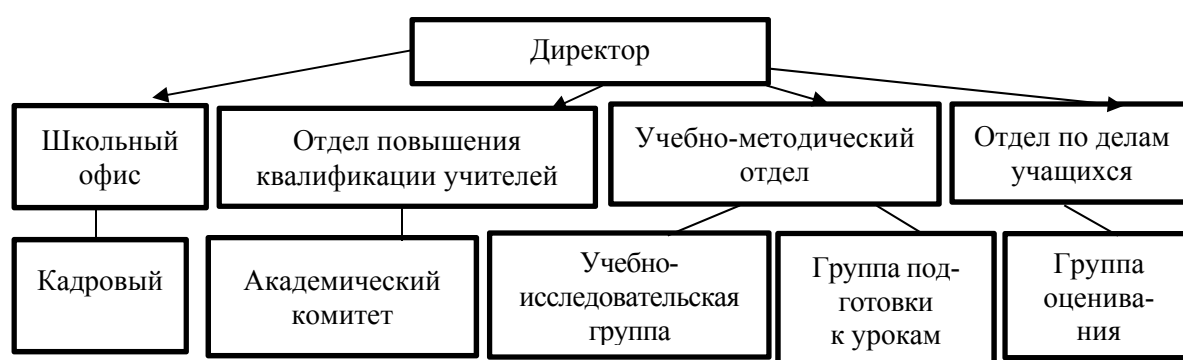 Директор
Школьный
офис
Отдел повышения
квалификации учителей
Учебно-методический
отдел
Отдел по делам
учащихся
Кадровый
Академический
комитет
Учебно-
исследовательская
группа
Группа под-
готовки
к урокам
Группа
оценива-
ния